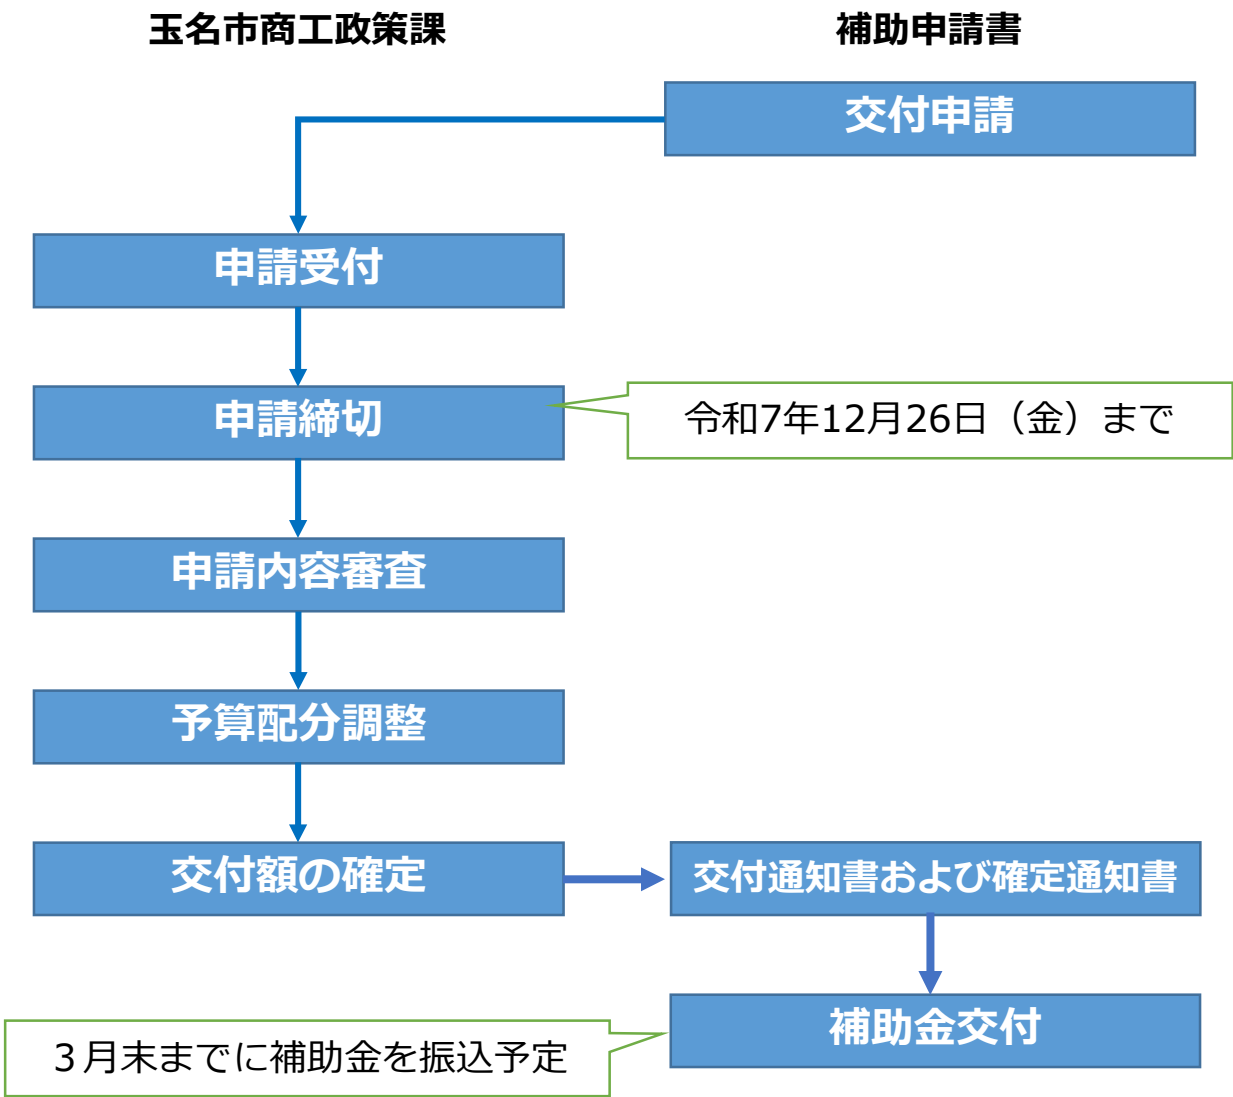 玉名市商工政策課
補助申請書
交付申請
申請受付
申請締切
令和7年12月26日（金）まで
申請内容審査
予算配分調整
交付額の確定
交付通知書および確定通知書
補助金交付
３月末までに補助金を振込予定